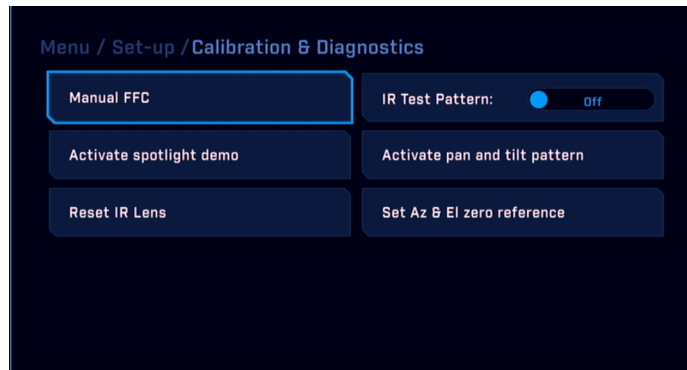 Menu / Set-up /Calibration & Diagnostics
Manual FFC
IR Test Pattern: Off
Activate spotlight demo
Activate pan and tilt pattern
Reset IR Lens
Set Az & El zero reference